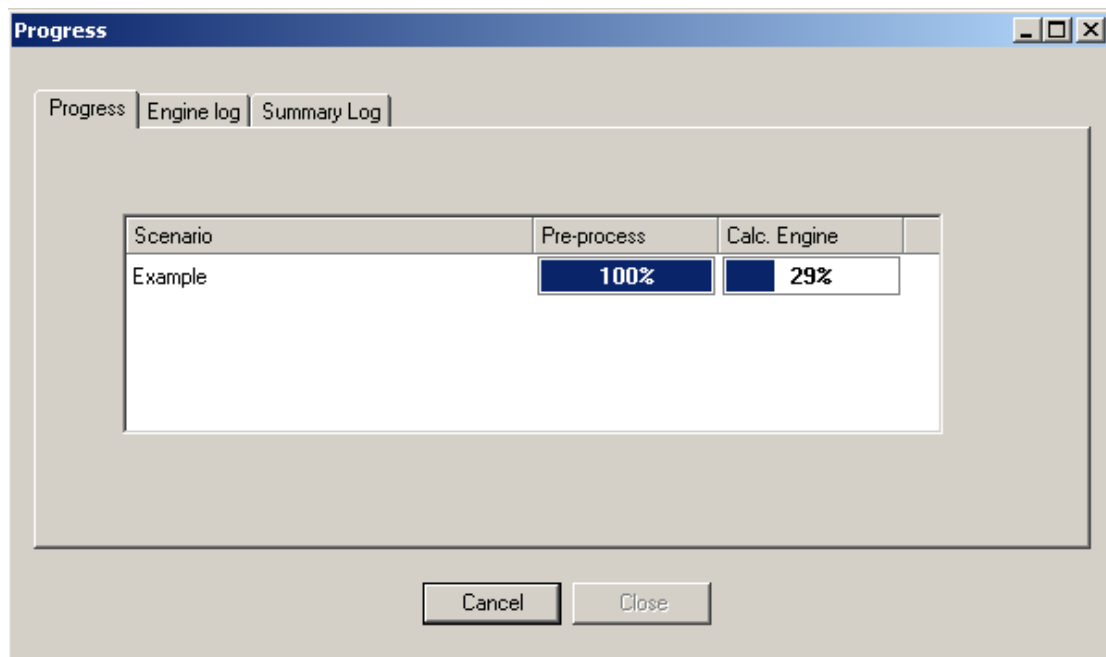 Progress
Progress Engine log Summary Log
Scenario Pre-process Calc. Engine
Example 100% 29%
Cancel Close